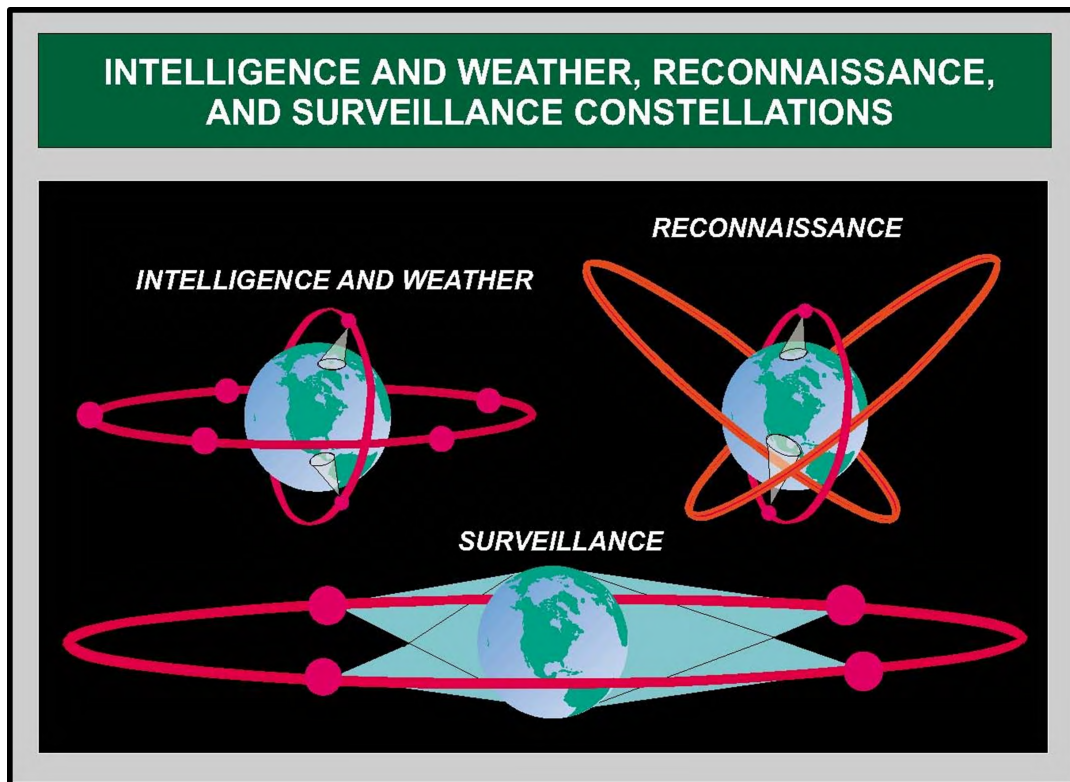 INTELLIGENCE AND WEATHER, RECONNAISSANCE,
AND SURVEILLANCE CONSTELLATIONS
RECONNAISSANCE
INTELLIGENCE AND WEATHER
SURVEILLANCE